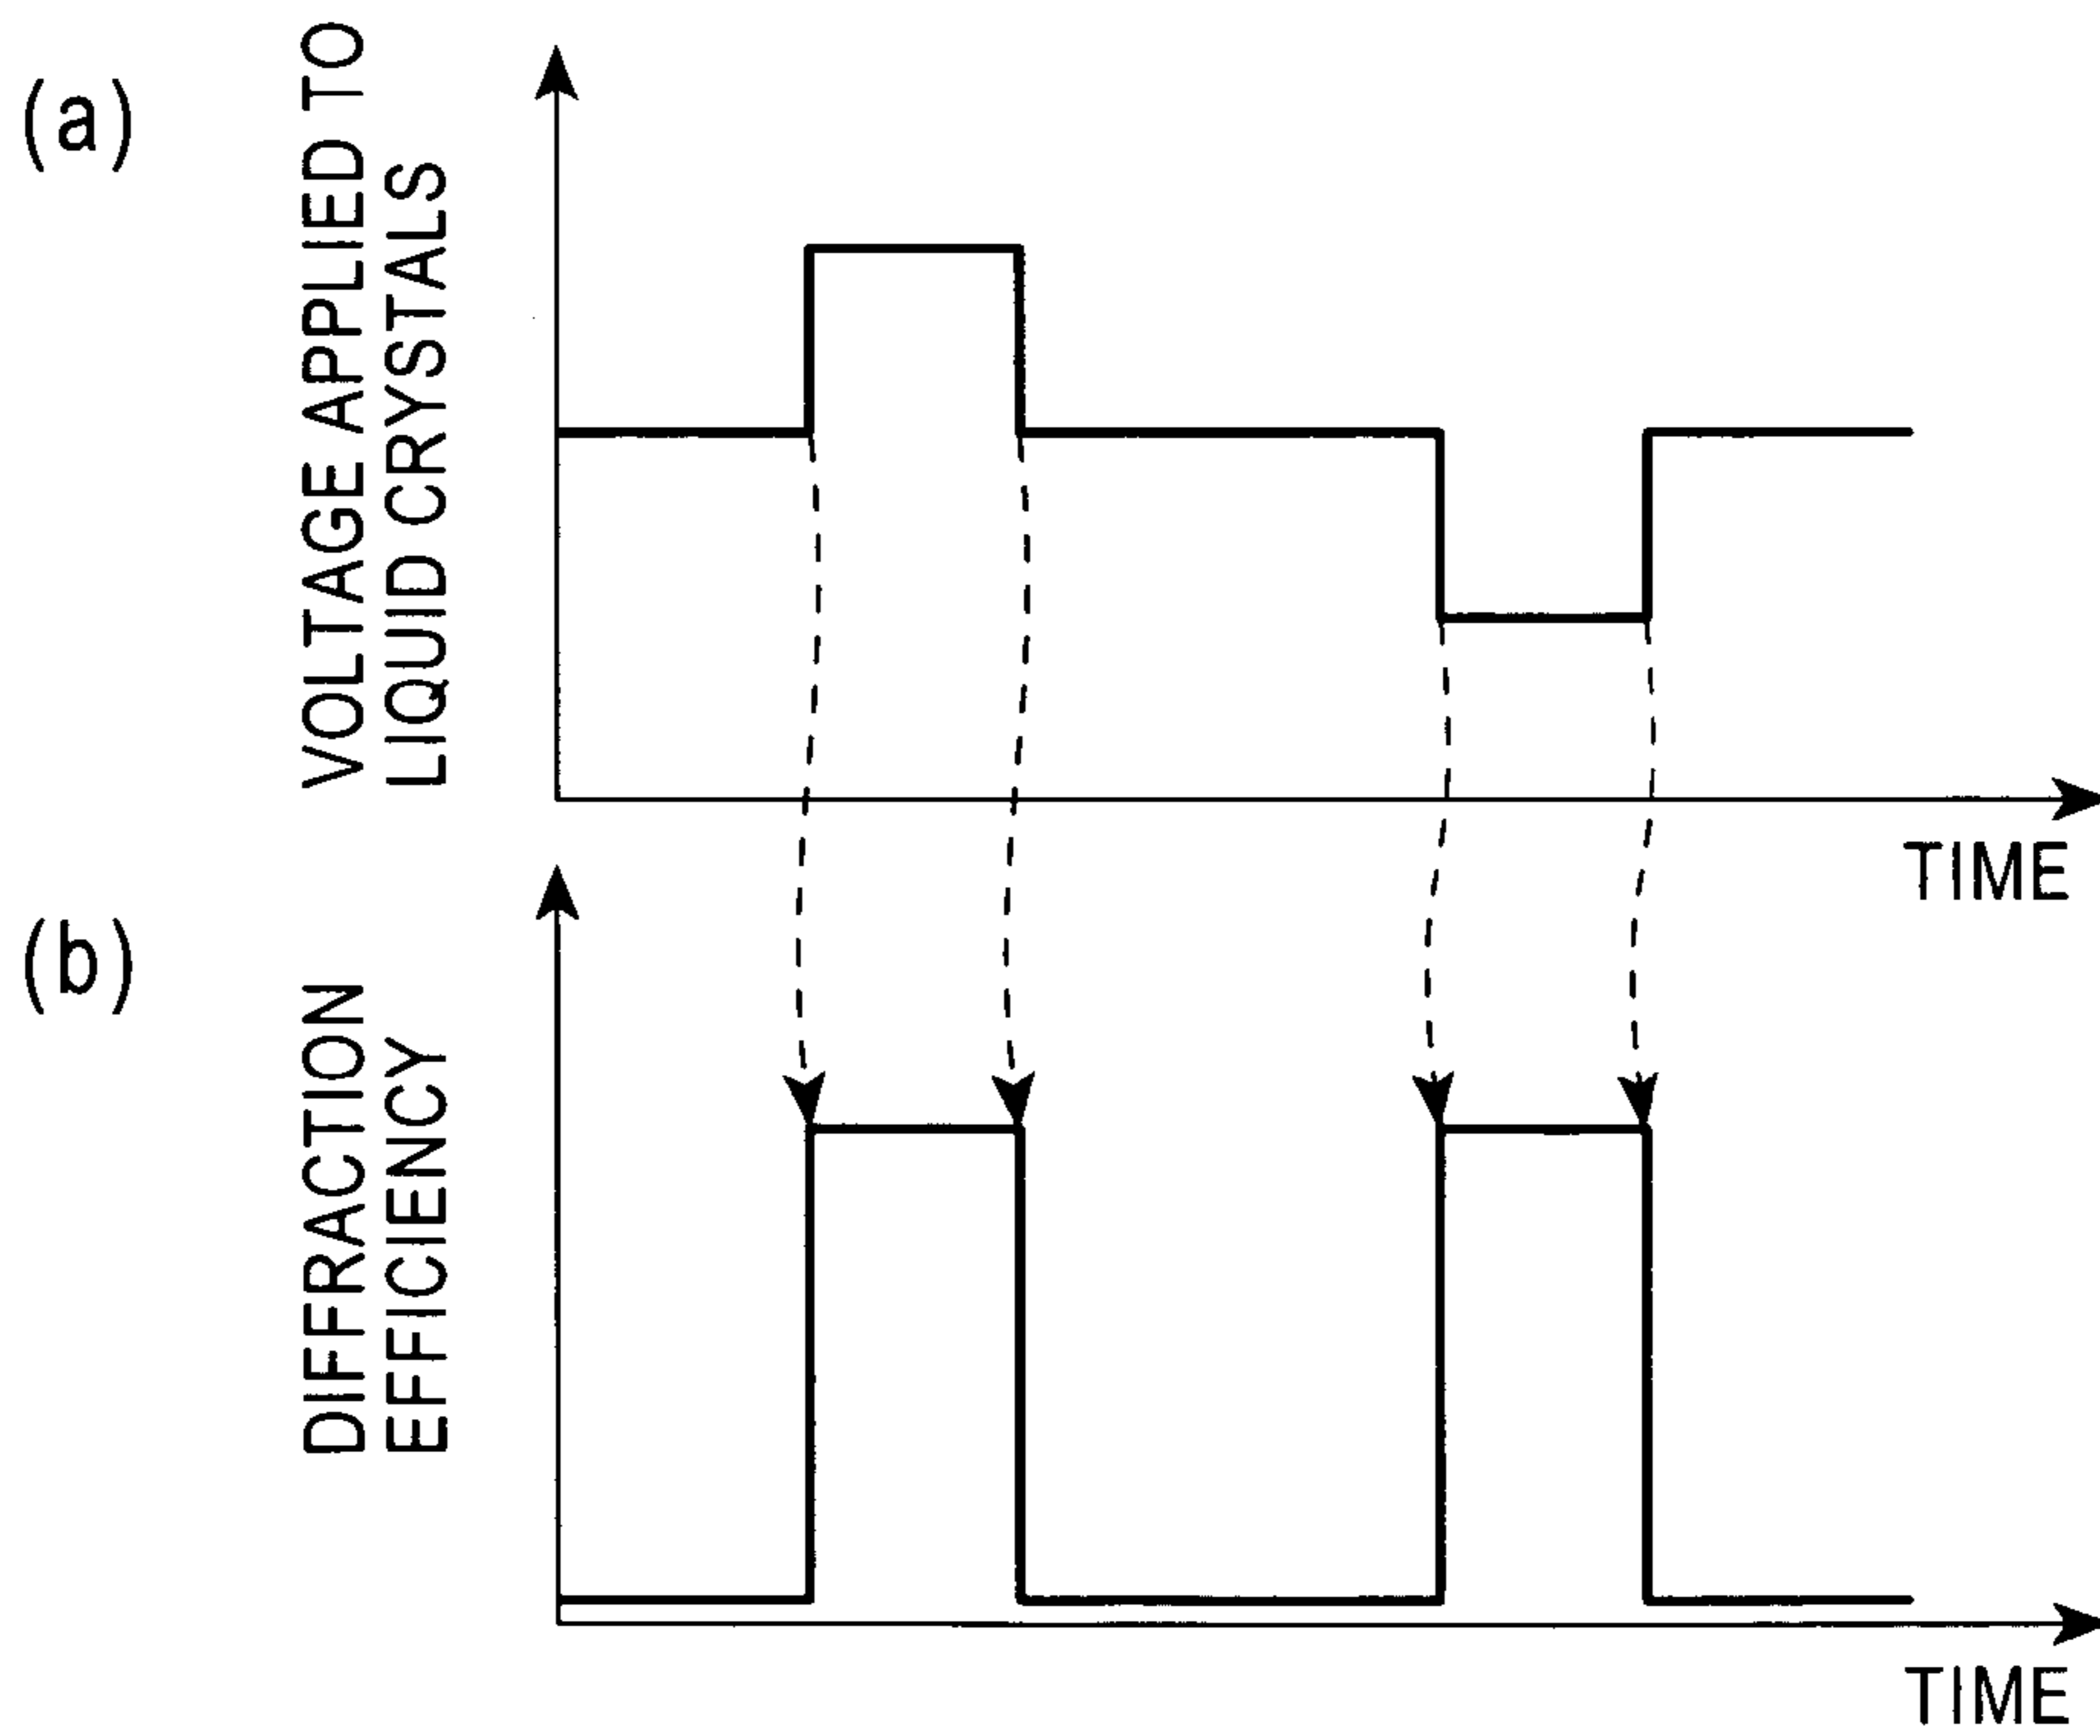 (a)
VOLTAGE APPLIED TO
LIQUID CRYSTALS
TIME
(b)
DIFFRACTION
EFFICIENCY
TIME